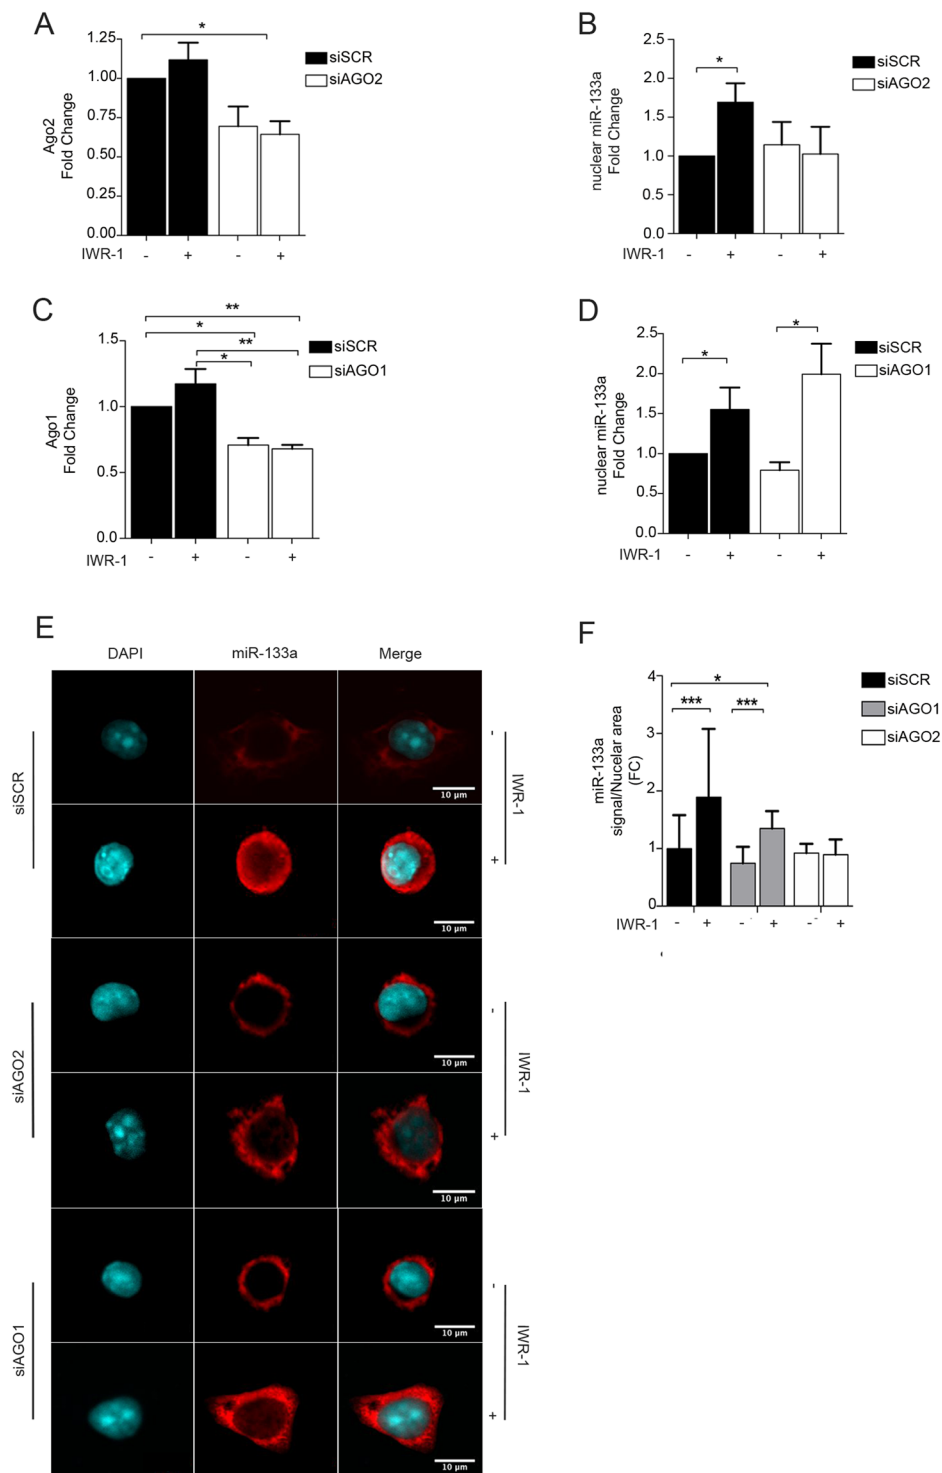 A
*
1.25
1.00
0.75
0.50
0.25
0.00
Ago2
Fold Change
siSCR
siAGO2
IWR-1 - + - +
B
*
2.5
2.0
1.5
1.0
0.5
0.0
nuclear miR-133a
Fold Change
siSCR
siAGO2
IWR-1 - + - +
C
**
*
**
*
1.5
1.0
0.5
0.0
Ago1
Fold Change
siSCR
siAGO1
IWR-1 - + - +
D
*
*
2.5
2.0
1.5
1.0
0.5
0.0
nuclear miR-133a
Fold Change
siSCR
siAGO1
IWR-1 - + - +
E
DAPI miR-133a Merge
siSCR
-
10 µm
IWR-1
+
10 µm
siAGO2
-
10 µm
IWR-1
+
10 µm
siAGO1
-
10 µm
IWR-1
+
10 µm
F
*
*** ***
4
3
2
1
0
miR-133a
signal/Nucelar area
(FC)
siSCR
siAGO1
siAGO2
IWR-1 - + - + - +